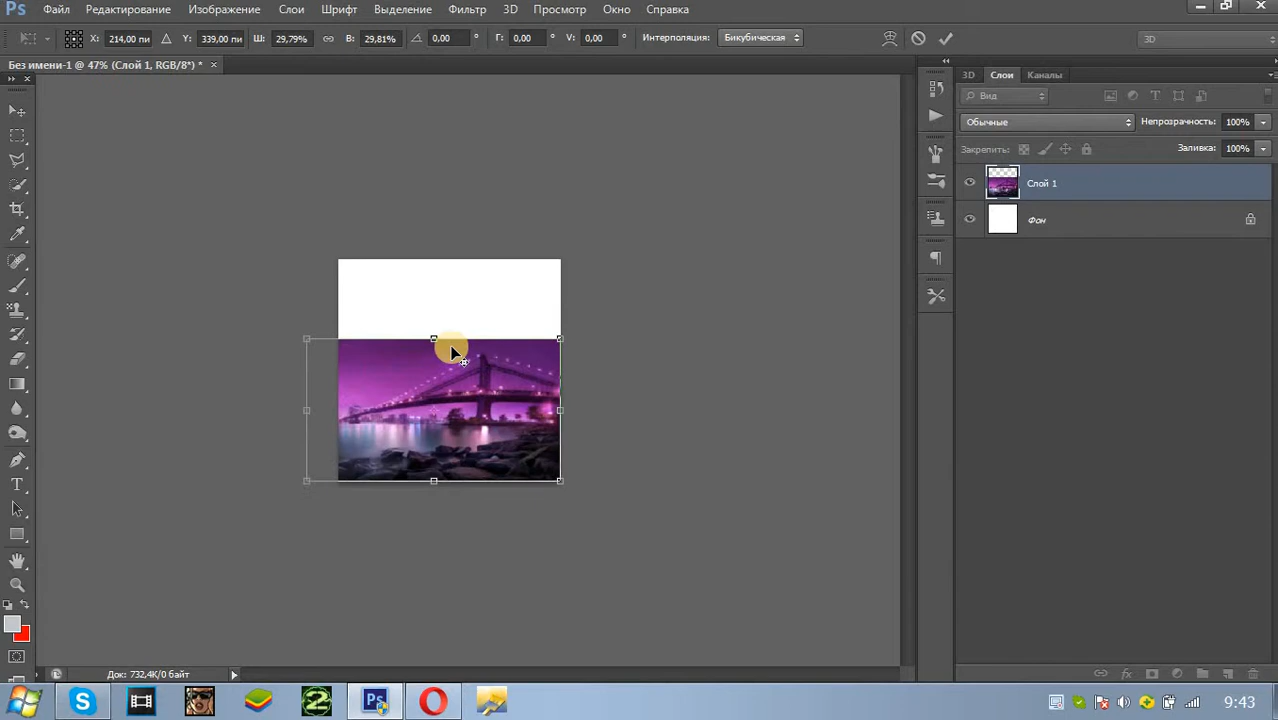 Ps Файл Редактирование Изображение Слои Шрифт Выделение Фильтр 3D Просмотр Окно Справка
X: 214,00 пи Y: 339,00 пи Ш: 29,79% В: 29,81% 0,00 ° Г: 0,00 ° V: 0,00 ° Интерполяция: Бикубическая 3D
Без имени-1 @ 47% (Слой 1, RGB/8*) * ×
3D Слои Каналы
Вид
Обычные Непрозрачность: 100%
Закрепить: Заливка: 100%
Слой 1
Фон
Док: 732,4K/0 байт
Ps 9:43